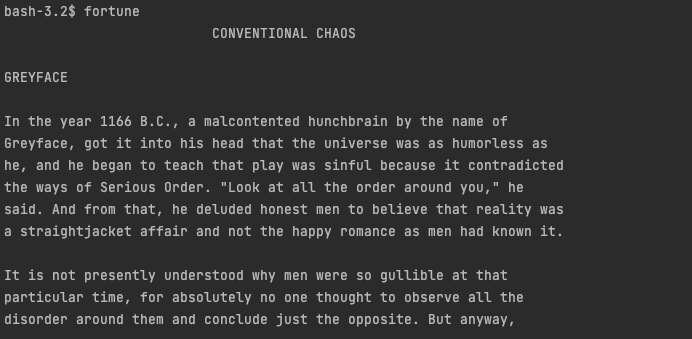 bash-3.2$ fortune
CONVENTIONAL CHAOS
GREYFACE
In the year 1166 B.C., a malcontented hunchbrain by the name of
Greyface, got it into his head that the universe was as humorless as
he, and he began to teach that play was sinful because it contradicted
the ways of Serious Order. "Look at all the order around you," he
said. And from that, he deluded honest men to believe that reality was
a straightjacket affair and not the happy romance as men had known it.
It is not presently understood why men were so gullible at that
particular time, for absolutely no one thought to observe all the
disorder around them and conclude just the opposite. But anyway,